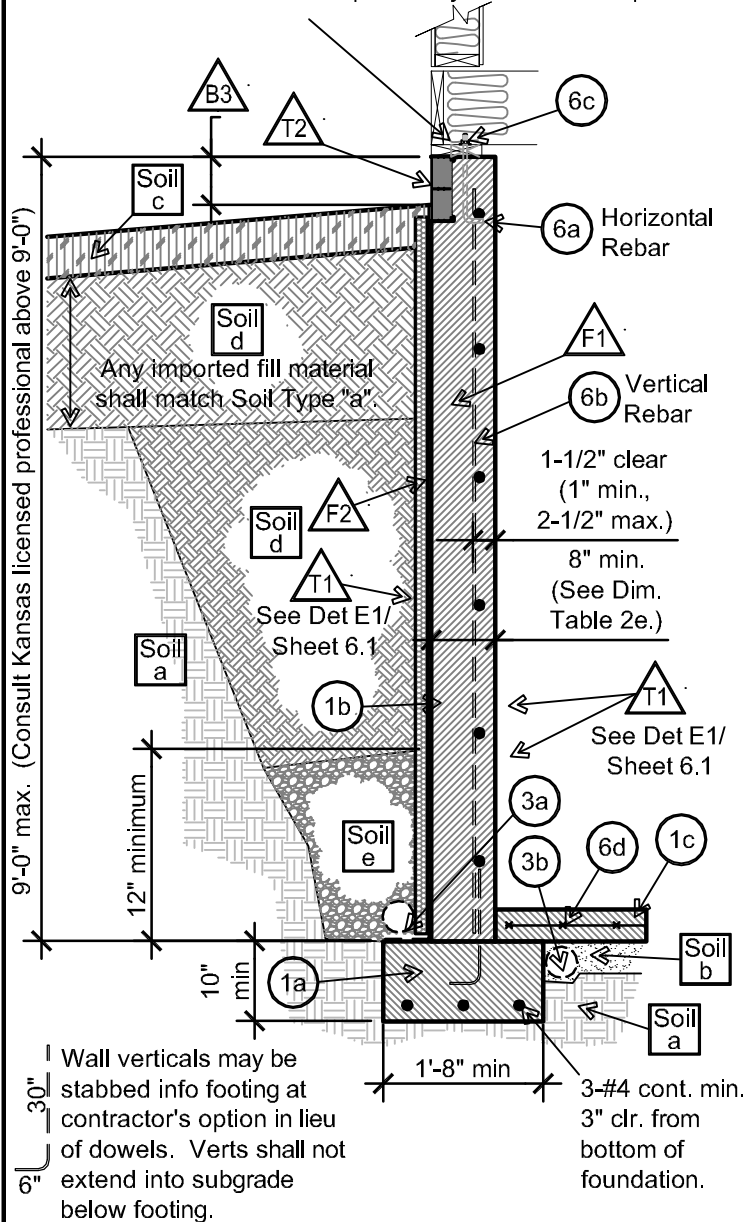 B3
T2
6c
Soil
c
6a
Horizontal
Rebar
Soil
d
F1
Any imported fill material
shall match Soil Type "a".
6b
Vertical
Rebar
9'-0" max. (Consult Kansas licensed professional above 9'-0")
1-1/2" clear
(1" min.,
2-1/2" max.)
Soil
d
F2
8" min.
(See Dim.
Table 2e.)
T1
See Det E1/
Sheet 6.1
Soil
a
1b
T1
See Det E1/
Sheet 6.1
12" minimum
3a
Soil
e
3b
6d
1c
10"
min
1a
Soil
b
Soil
a
1'-8" min
30"
6"
Wall verticals may be
stabbed info footing at
contractor's option in lieu
of dowels. Verts shall not
extend into subgrade
below footing.
3-#4 cont. min.
3" clr. from
bottom of
foundation.